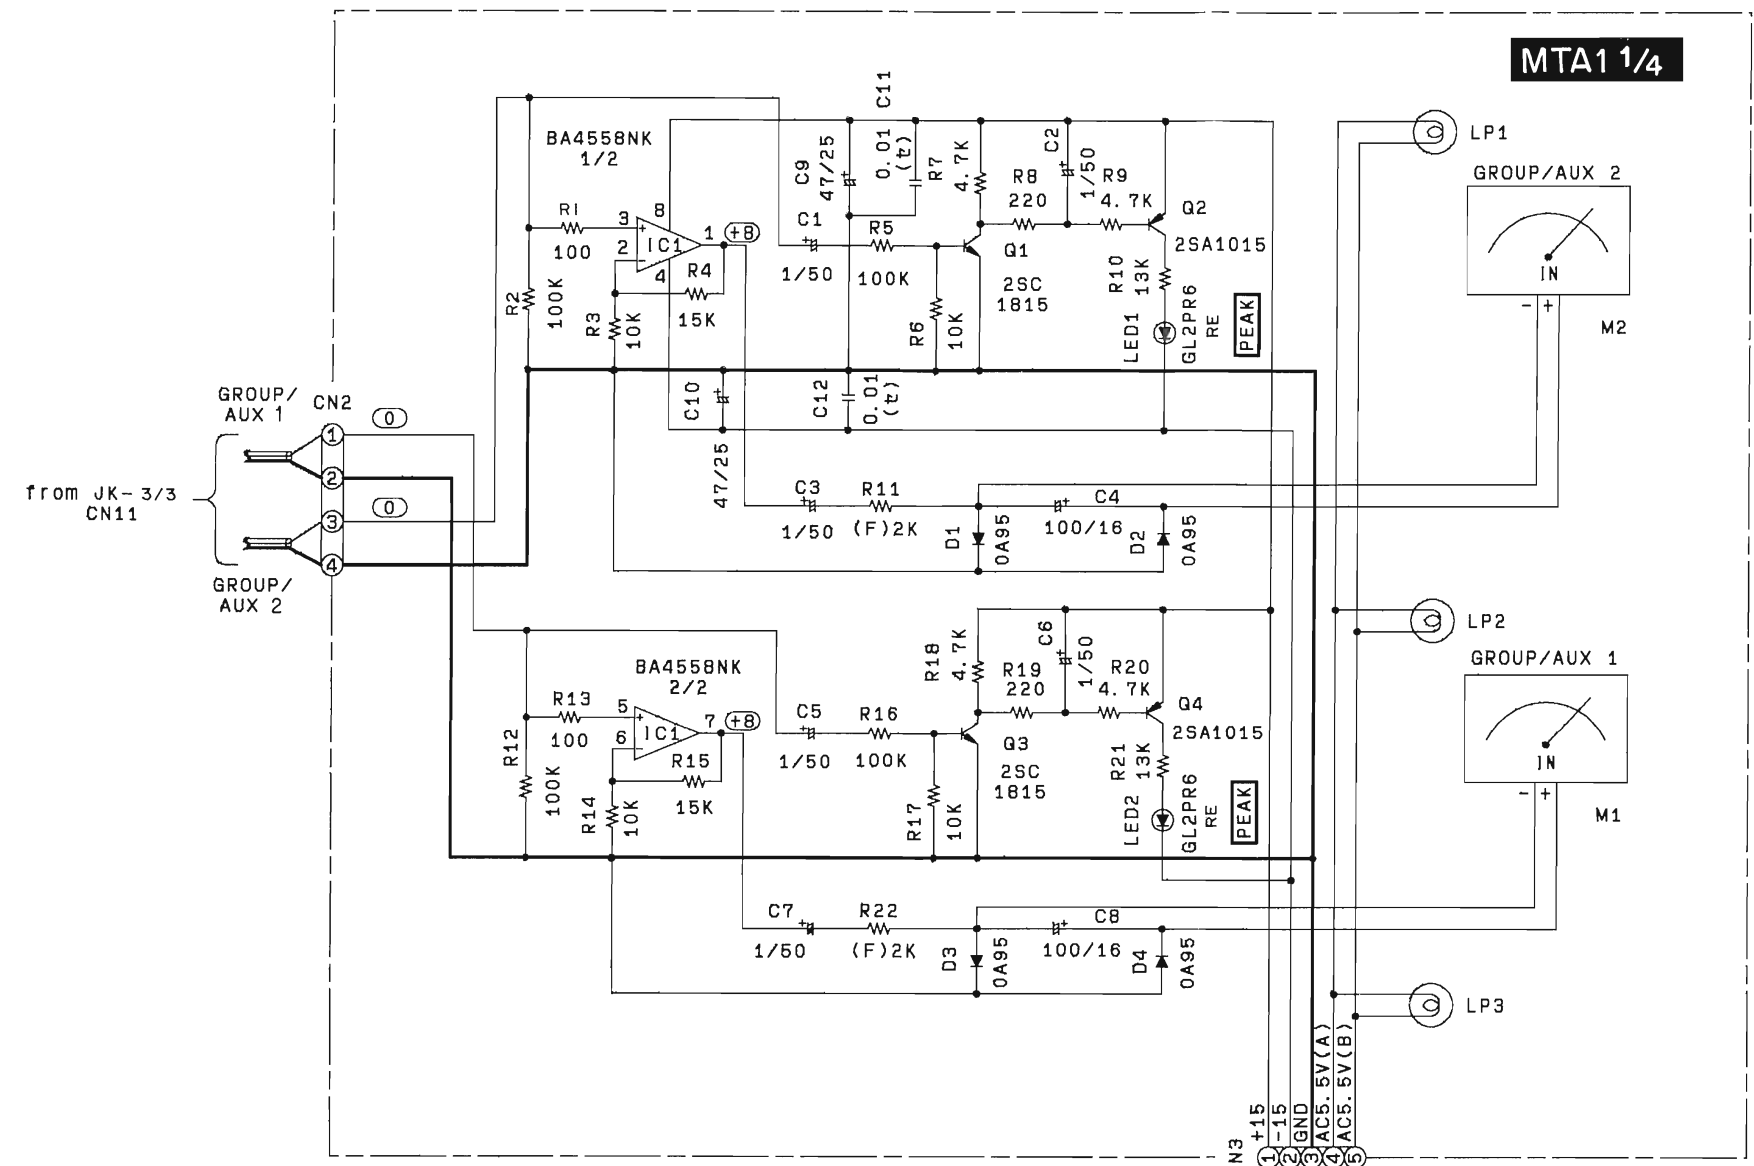 MTA1 1/4
C11
0.01
(セ)
BA4558NK
1/2
C9
47/25
R7
4.7K
C2
1/50
R8
220
R9
4.7K
LP1
GROUP/AUX 2
IN
- +
M2
R1
100
3
8
2
IC1
1
+8
4
R4
15K
C1
1/50
R5
100K
Q1
2SC
1815
Q2
2SA1015
R10
13K
R2
100K
R3
10K
R6
10K
LED1
GL2PR6
RE
PEAK
C10
47/25
C12
0.01
(セ)
GROUP/
AUX 1
CN2
0
1
2
from JK-3/3
CN11
0
3
4
GROUP/
AUX 2
C3
1/50
R11
(F)2K
C4
100/16
D1
OA95
D2
OA95
LP2
GROUP/AUX 1
IN
- +
M1
BA4558NK
2/2
R18
4.7K
C6
1/50
R19
220
R20
4.7K
R13
100
5
6
IC1
7
+8
R15
15K
C5
1/50
R16
100K
Q3
2SC
1815
Q4
2SA1015
R21
13K
R12
100K
R14
10K
R17
10K
LED2
GL2PR6
RE
PEAK
C7
1/50
R22
(F)2K
C8
100/16
D3
OA95
D4
OA95
LP3
N3
+15
-15
GND
AC5.5V(A)
AC5.5V(B)
1 2 3 4 5